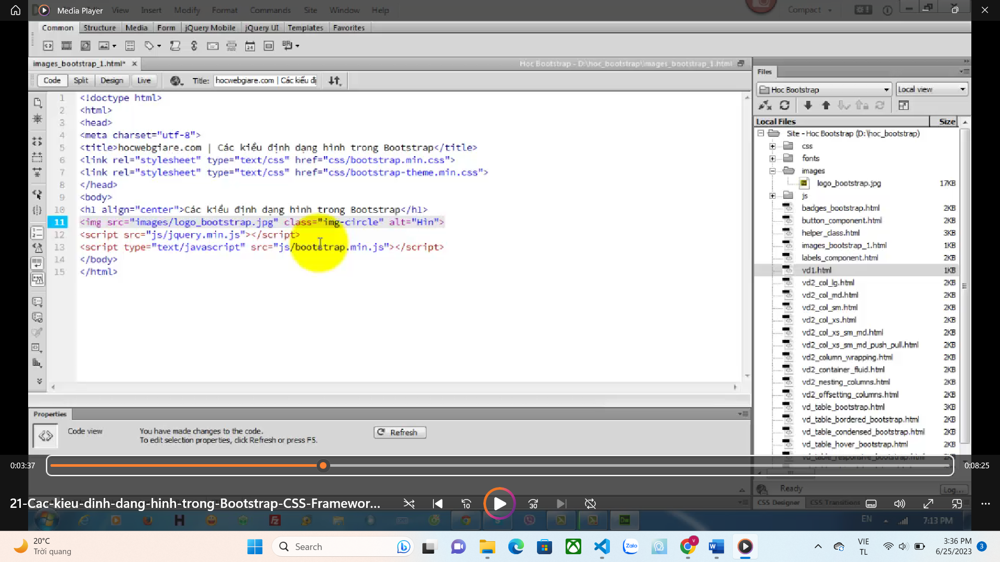 Media Player View Insert Modify Format Commands Site Window Help Compact
Common Structure Media Form jQuery Mobile jQuery UI Templates Favorites
images_bootstrap_1.html* Hoc Bootstrap - D:\hoc_bootstrap\images_bootstrap_1.html
Code Split Design Live Title: hocwebgiare.com | Các kiểu đị
1 <!doctype html>
2 <html>
3 <head>
4 <meta charset="utf-8">
5 <title>hocwebgiare.com | Các kiểu định dạng hình trong Bootstrap</title>
6 <link rel="stylesheet" type="text/css" href="css/bootstrap.min.css">
7 <link rel="stylesheet" type="text/css" href="css/bootstrap-theme.min.css">
8 </head>
9 <body>
10 <h1 align="center">Các kiểu định dạng hình trong Bootstrap</h1>
11 <img src="images/logo_bootstrap.jpg" class="img-circle" alt="Hin">
12 <script src="js/jquery.min.js"></script>
13 <script type="text/javascript" src="js/bootstrap.min.js"></script>
14 </body>
15 </html>
Files
Hoc Bootstrap Local view
Local Files Size
Site - Hoc Bootstrap (D:\hoc_bootstrap)
css
fonts
images
logo_bootstrap.jpg 17KB
js
badges_bootstrap.html 2KB
button_component.html 2KB
helper_class.html 3KB
images_bootstrap_1.html 1KB
labels_component.html 2KB
vd1.html 1KB
vd2_col_lg.html 2KB
vd2_col_md.html 2KB
vd2_col_sm.html 2KB
vd2_col_xs.html 2KB
vd2_col_xs_sm_md.html 2KB
vd2_col_xs_sm_md_push_pull.html 2KB
vd2_column_wrapping.html 2KB
vd2_container_fluid.html 2KB
vd2_nesting_columns.html 2KB
vd2_offsetting_columns.html 2KB
vd_table_bootstrap.html 3KB
vd_table_bordered_bootstrap.html 2KB
vd_table_condensed_bootstrap.html 2KB
vd_table_hover_bootstrap.html 2KB
vd_table_responsive_bootstrap.html 2KB
Properties
Code view You have made changes to the code. Refresh
To edit selection properties, click Refresh or press F5.
0:03:37 0:08:25
Ready Log...
21-Cac-kieu-dinh-dang-hinh-trong-Bootstrap-CSS-Framewor... 10 30
CSS Designer CSS Transitions
EN 7:13 PM
20°C
Trời quang
Search
Zalo
VIE
TL
3:36 PM
6/25/2023
3